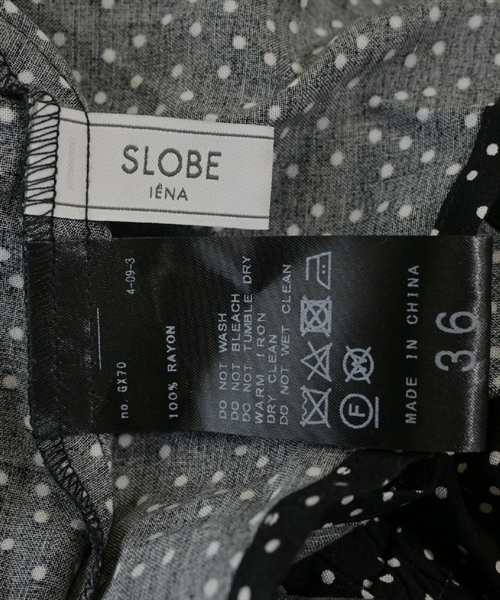 SLOBE
IÉNA
no. GX70
4-09-3
100% RAYON
DO NOT WASH
DO NOT BLEACH
DO NOT TUMBLE DRY
WARM IRON
DRY CLEAN
DO NOT WET CLEAN
F
MADE IN CHINA
36